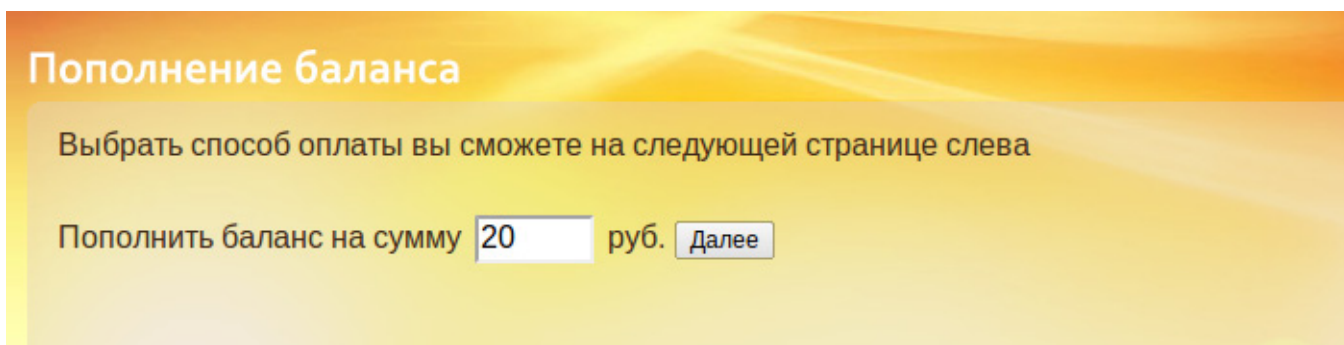 Пополнение баланса
Выбрать способ оплаты вы сможете на следующей странице слева
Пополнить баланс на сумму 20 руб. Далее